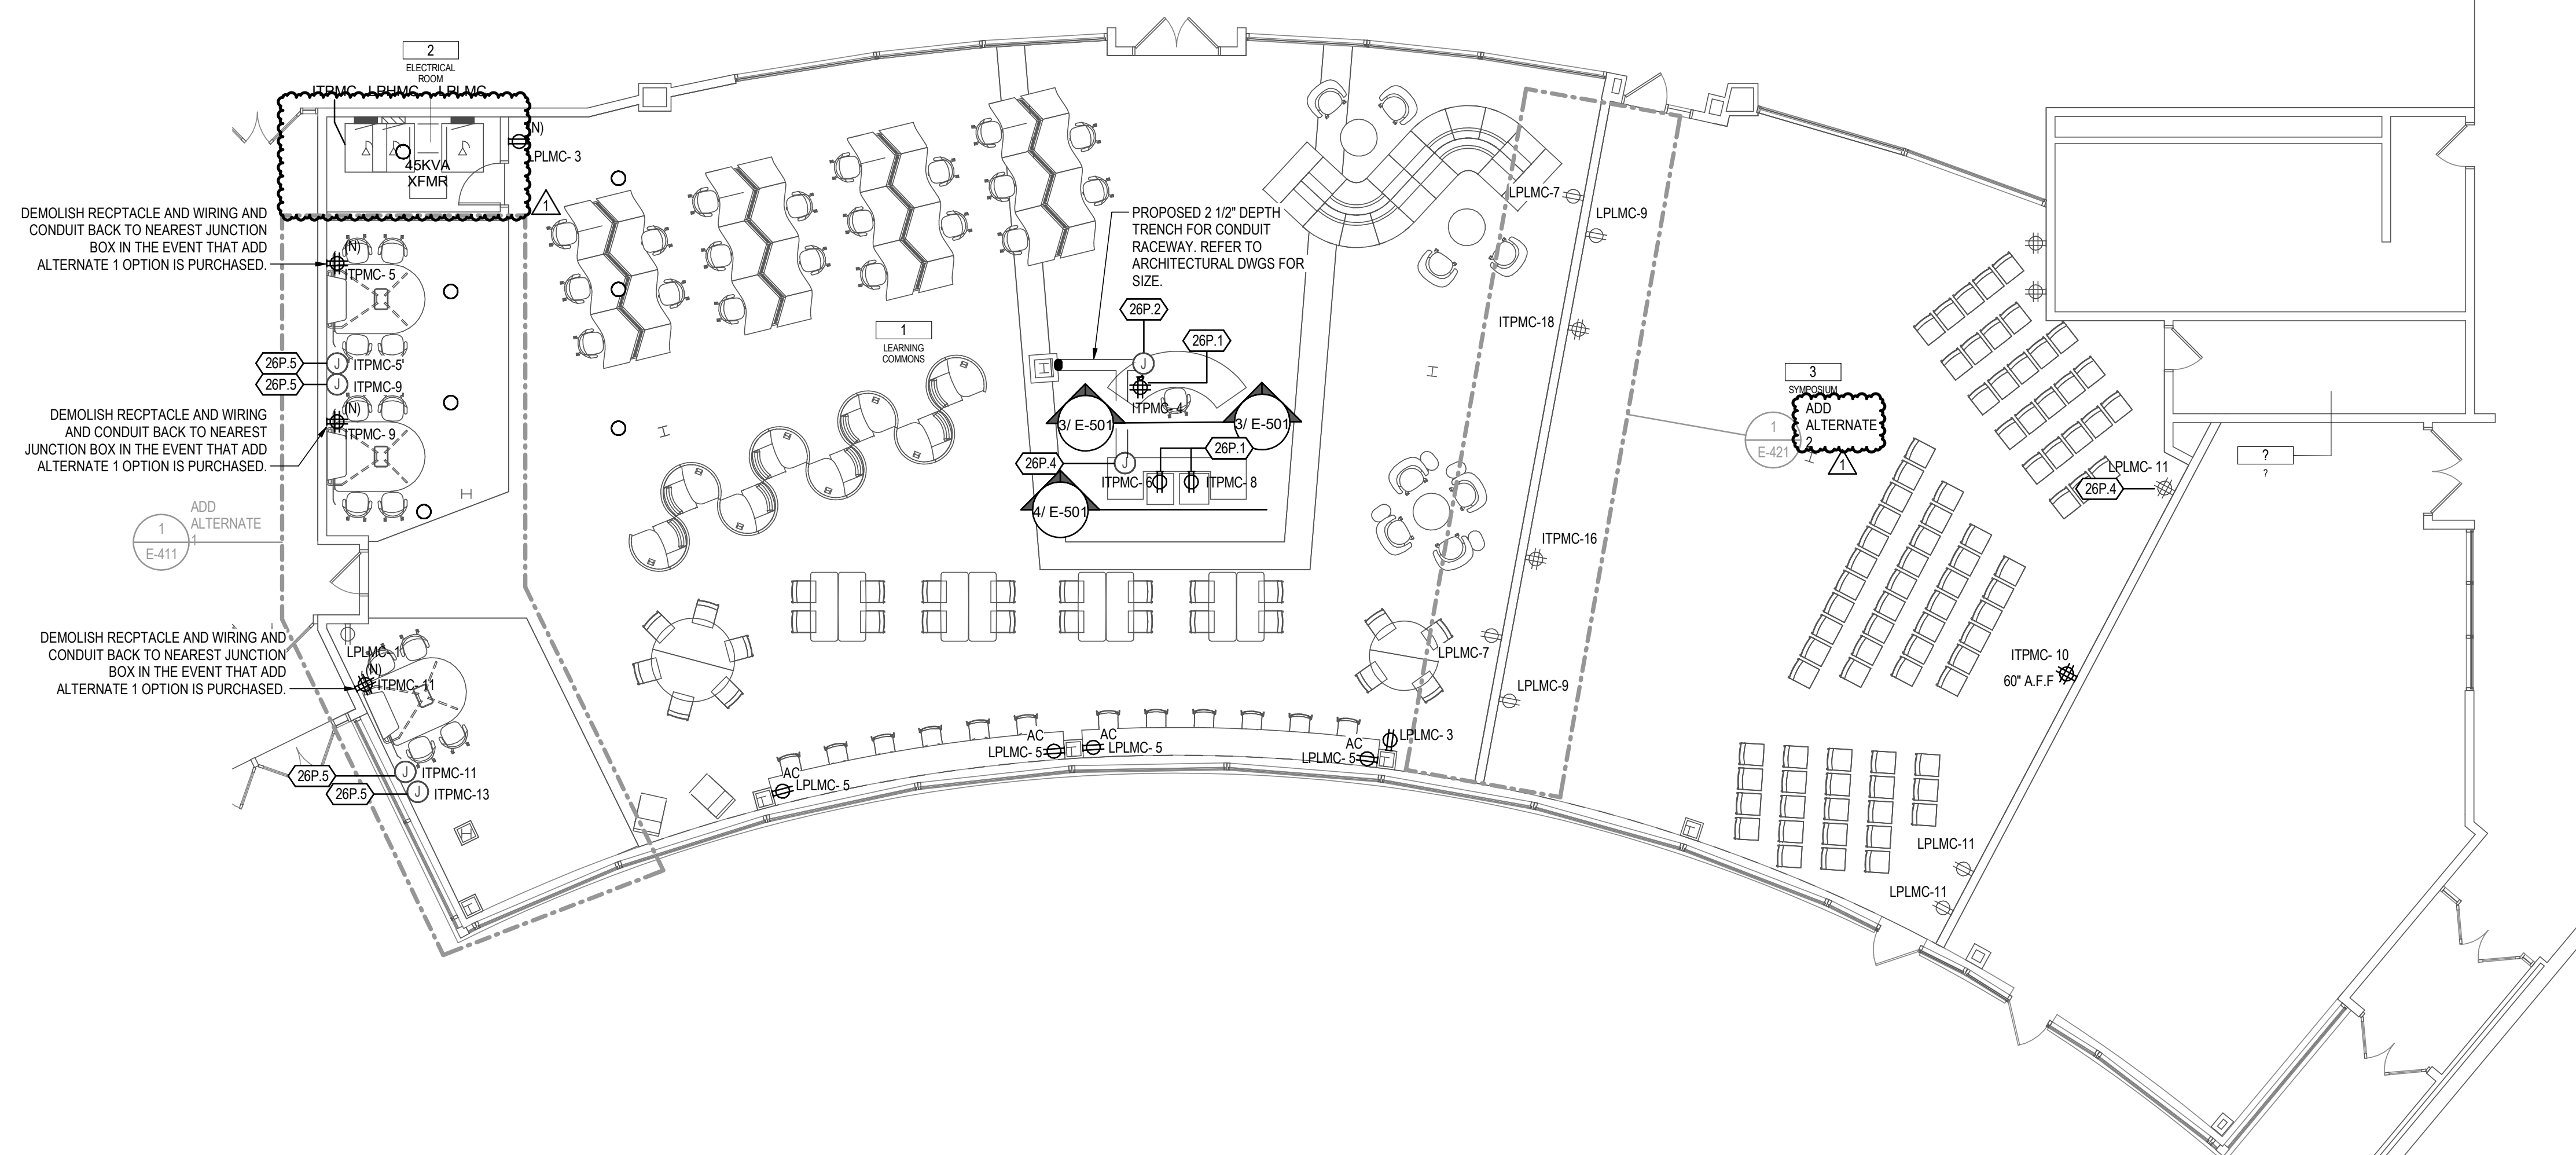 2
ELECTRICAL
ROOM
ITPMC
LPHMC
LPLMC
(N)
LPLMC- 3
45KVA
XFMR
1
DEMOLISH RECPTACLE AND WIRING AND
CONDUIT BACK TO NEAREST JUNCTION
BOX IN THE EVENT THAT ADD
ALTERNATE 1 OPTION IS PURCHASED.
(N)
ITPMC- 5
26P.5
J
ITPMC-5'
26P.5
J
ITPMC-9
DEMOLISH RECPTACLE AND WIRING
AND CONDUIT BACK TO NEAREST
JUNCTION BOX IN THE EVENT THAT ADD
ALTERNATE 1 OPTION IS PURCHASED.
(N)
ITPMC- 9
1
E-411
ADD
ALTERNATE
1
DEMOLISH RECPTACLE AND WIRING AND
CONDUIT BACK TO NEAREST JUNCTION
BOX IN THE EVENT THAT ADD
ALTERNATE 1 OPTION IS PURCHASED.
LPLMC-1
(N)
ITPMC- 11
26P.5
J
ITPMC-11
26P.5
J
ITPMC-13
1
LEARNING
COMMONS
PROPOSED 2 1/2" DEPTH
TRENCH FOR CONDUIT
RACEWAY. REFER TO
ARCHITECTURAL DWGS FOR
SIZE.
26P.2
26P.1
J
ITPMC- 4
3/ E-501
3/ E-501
26P.1
26P.4
J
ITPMC- 6
ITPMC- 8
4/ E-501
AC
LPLMC- 5
AC
LPLMC- 5
AC
LPLMC- 5
AC
LPLMC- 5
LPLMC- 3
LPLMC-7
LPLMC-9
ITPMC-18
ITPMC-16
LPLMC-7
LPLMC-9
3
SYMPOSIUM
ADD
ALTERNATE
2
1
1
E-421
LPLMC- 11
26P.4
?
?
ITPMC- 10
60" A.F.F
LPLMC-11
LPLMC-11